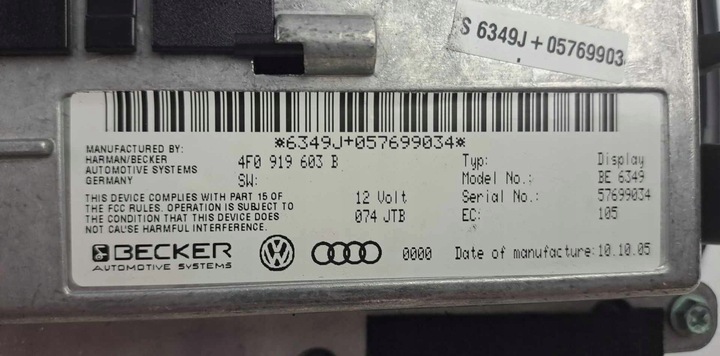 S 6349J+05769903
*6349J+057699034*
MANUFACTURED BY:
HARMAN/BECKER
AUTOMOTIVE SYSTEMS
GERMANY
4F0 919 603 B
SW:
Typ: Display
Model No.: BE 6349
Serial No.: 57699034
EC: 105
THIS DEVICE COMPLIES WITH PART 15 OF
THE FCC RULES. OPERATION IS SUBJECT TO
THE CONDITION THAT THIS DEVICE DOES
NOT CAUSE HARMFUL INTERFERENCE.
12 Volt
074 JTB
BECKER
AUTOMOTIVE SYSTEMS
0000
Date of manufacture: 10.10.05